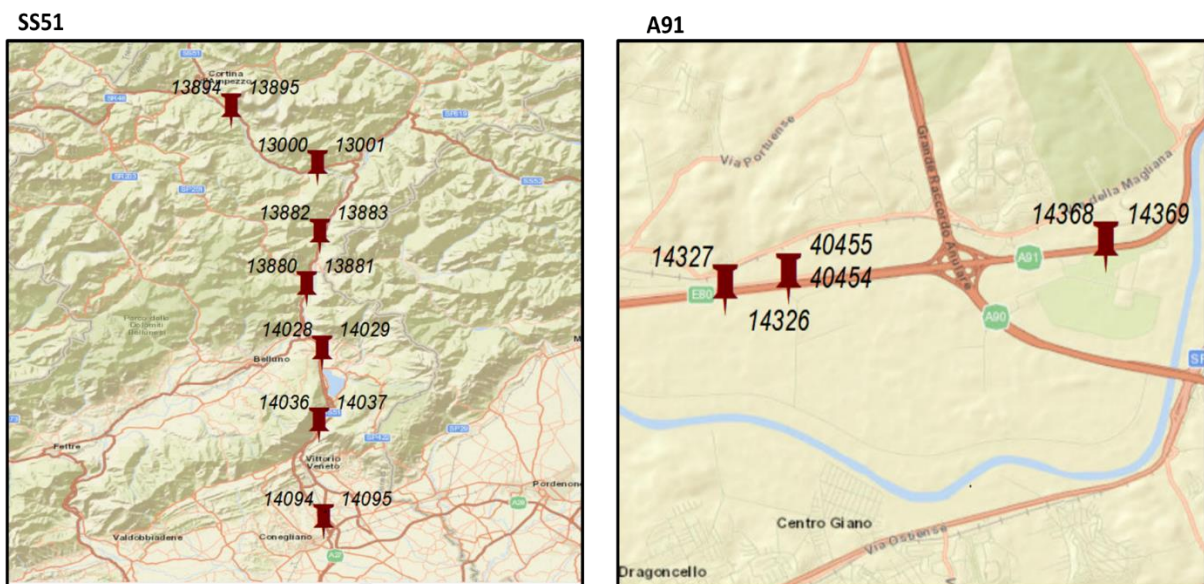 SS51
Cortina
d'Ampezzo
13894 13895
13000 13001
13882 13883
13880 13881
14028 14029
Belluno
14036 14037
Feltre
Vittorio
Veneto
14094 14095
Pordenone
Valdobbiadene
Conegliano
A91
Via Portuense
Grande Raccordo Anulare
della Magliana
14368 14369
14327
40455
40454
A91
E80
14326
A90
Centro Giano
Via Ostiense
Dragoncello